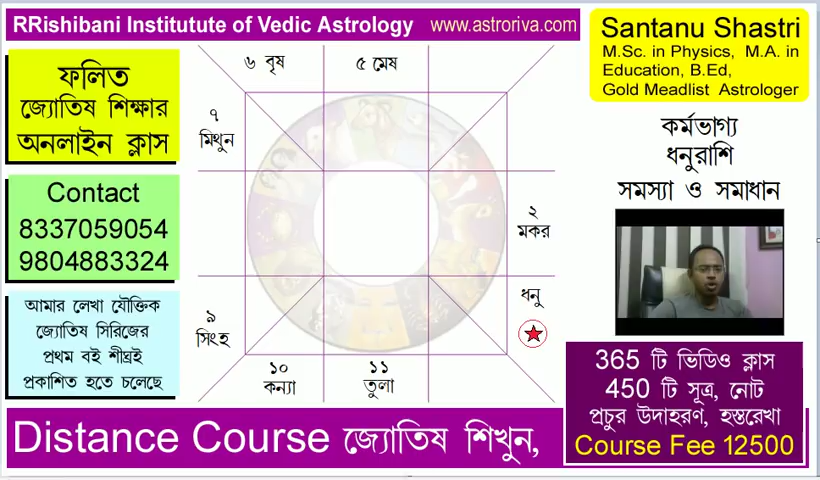 RRishibani Institutute of Vedic Astrology www.astroriva.com
Santanu Shastri
M.Sc. in Physics, M.A. in
Education, B.Ed,
Gold Meadlist Astrologer
ফলিত
জ্যোতিষ শিক্ষার
অনলাইন ক্লাস
Contact
8337059054
9804883324
আমার লেখা যৌক্তিক
জ্যোতিষ সিরিজের
প্রথম বই শীঘ্রই
প্রকাশিত হতে চলেছে
৬ বৃষ
৫ মেষ
৭
মিথুন
২
মকর
ধনু
৯
সিংহ
১০
কন্যা
১১
তুলা
কর্মভাগ্য
ধনুরাশি
সমস্যা ও সমাধান
365 টি ভিডিও ক্লাস
450 টি সূত্র, নোট
প্রচুর উদাহরণ, হস্তরেখা
Course Fee 12500
Distance Course জ্যোতিষ শিখুন,